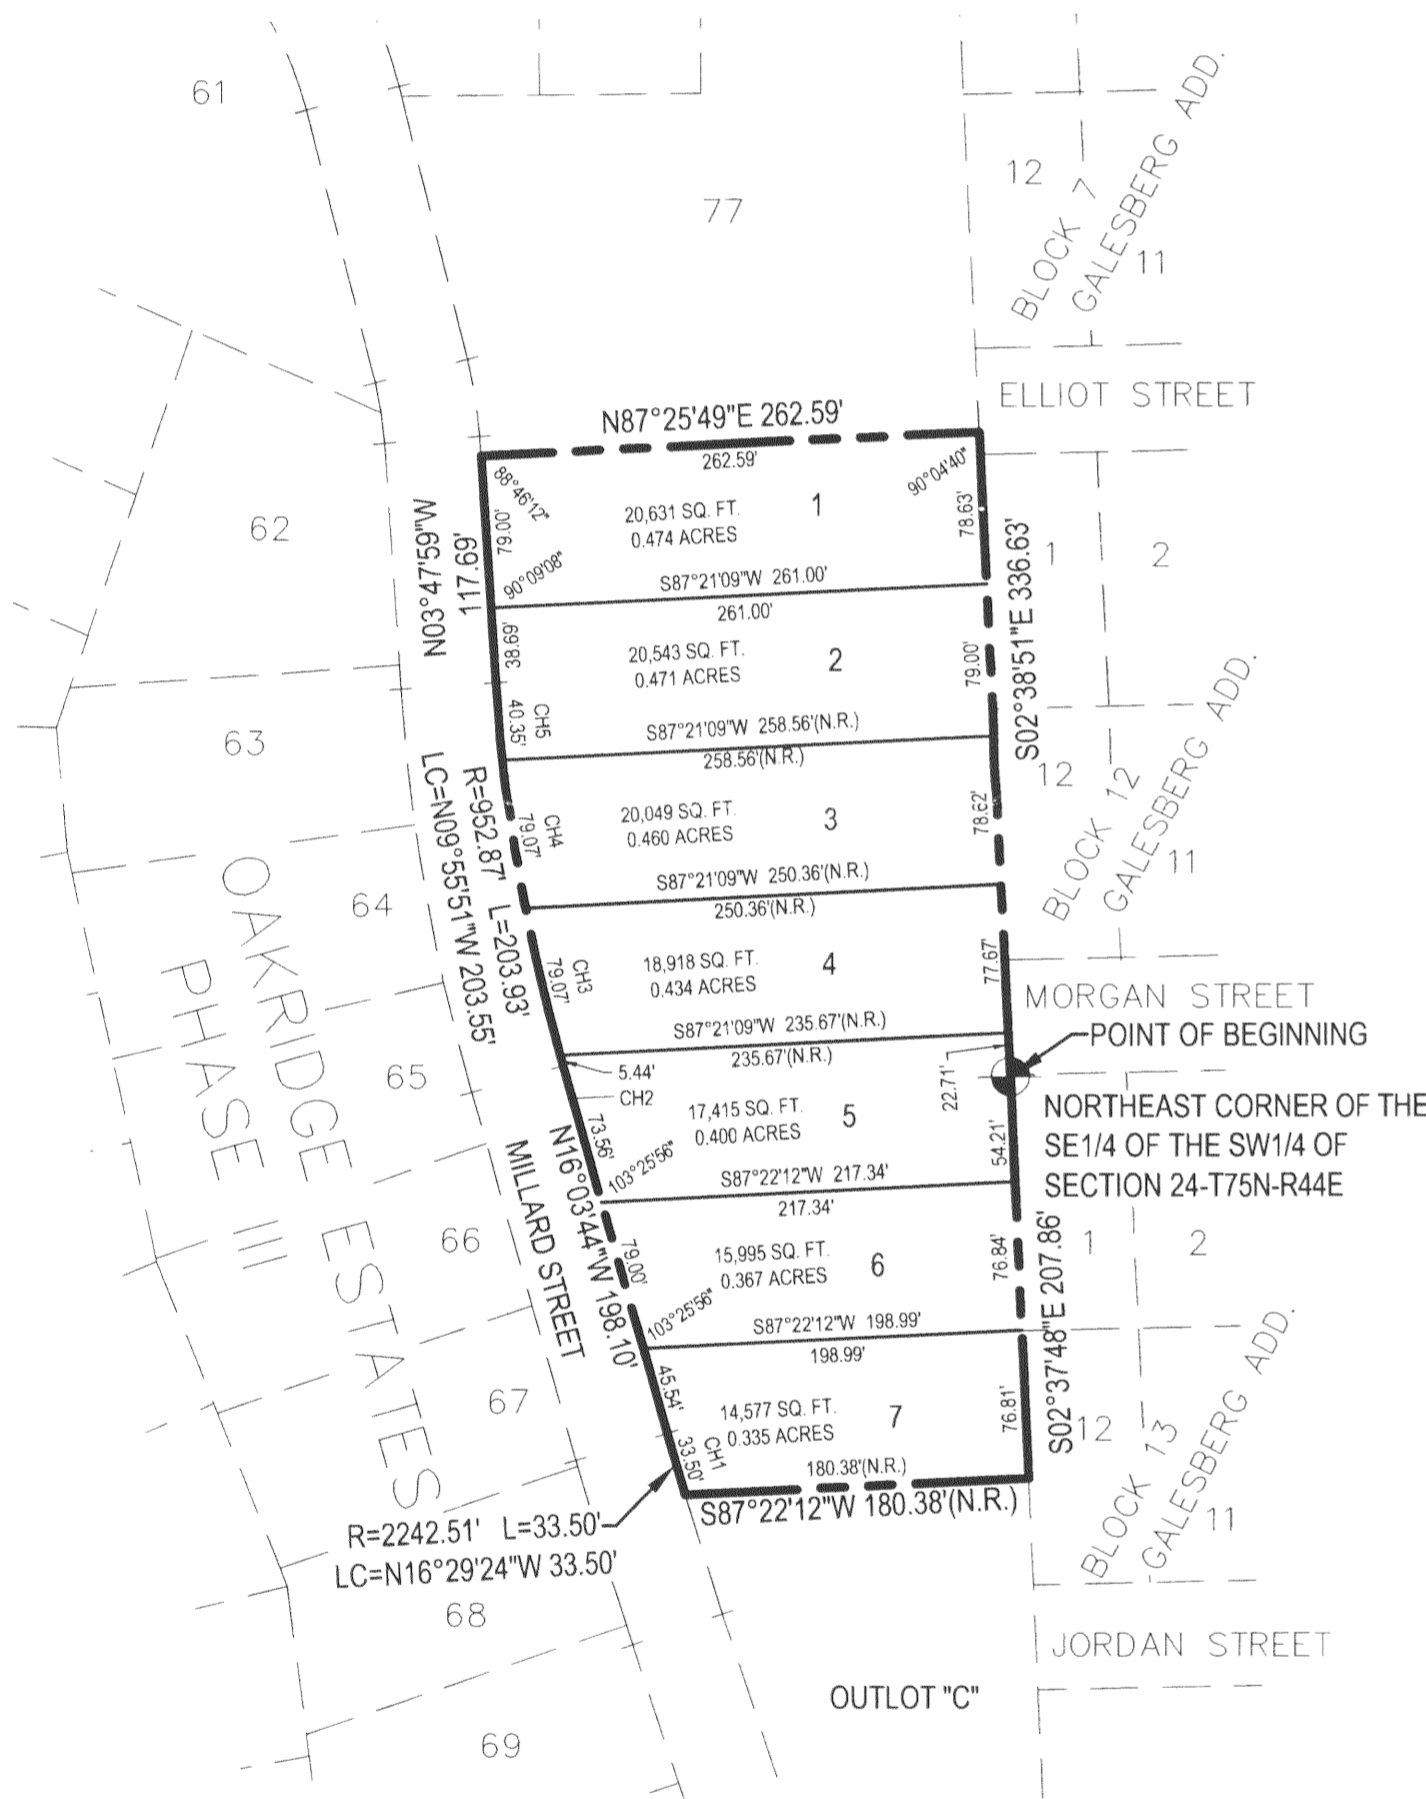 61
77
12
BLOCK 7
GALESBERG ADD.
11
ELLIOT STREET
N87°25'49"E 262.59'
262.59'
88°46'12"
90°04'40"
20,631 SQ. FT.
0.474 ACRES
1
79.00'
78.63'
90°09'08"
S87°21'09"W 261.00'
261.00'
62
N03°47'59"W
117.69'
38.69'
20,543 SQ. FT.
0.471 ACRES
2
79.00'
S02°38'51"E 336.63'
1
2
40.35'
CH5
S87°21'09"W 258.56'(N.R.)
258.56'(N.R.)
63
R=952.87' L=203.93'
LC=N09°55'51"W 203.55'
79.07'
CH4
20,049 SQ. FT.
0.460 ACRES
3
78.62'
12
BLOCK 12
GALESBERG ADD.
11
S87°21'09"W 250.36'(N.R.)
250.36'(N.R.)
64
OAKRIDGE ESTATES
PHASE III
79.07'
CH3
18,918 SQ. FT.
0.434 ACRES
4
77.67'
MORGAN STREET
S87°21'09"W 235.67'(N.R.)
235.67'(N.R.)
POINT OF BEGINNING
65
5.44'
CH2
22.71'
17,415 SQ. FT.
0.400 ACRES
5
NORTHEAST CORNER OF THE
SE1/4 OF THE SW1/4 OF
SECTION 24-T75N-R44E
73.56'
103°25'56"
54.21'
S87°22'12"W 217.34'
217.34'
N16°03'44"W 198.10'
MILLARD STREET
66
79.00'
15,995 SQ. FT.
0.367 ACRES
6
76.84'
S02°37'48"E 207.86'
1
2
103°25'56"
S87°22'12"W 198.99'
198.99'
67
45.54'
14,577 SQ. FT.
0.335 ACRES
7
76.81'
12
BLOCK 13
GALESBERG ADD.
11
33.50'
CH1
180.38'(N.R.)
S87°22'12"W 180.38'(N.R.)
R=2242.51' L=33.50'
LC=N16°29'24"W 33.50'
68
JORDAN STREET
OUTLOT "C"
69